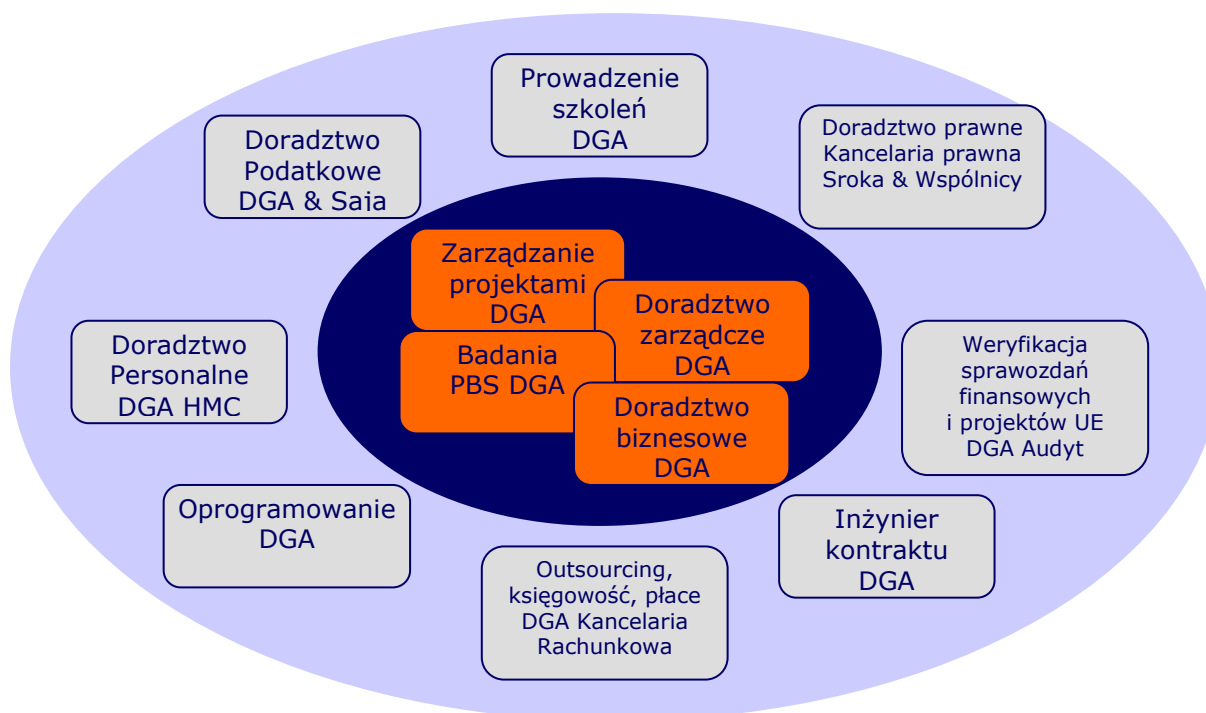 Prowadzenie
szkoleń
DGA
Doradztwo
Podatkowe
DGA & Saja
Doradztwo prawne
Kancelaria prawna
Sroka & Wspólnicy
Zarządzanie
projektami
DGA
Doradztwo
zarządcze
DGA
Badania
PBS DGA
Doradztwo
biznesowe
DGA
Doradztwo
Personalne
DGA HMC
Weryfikacja
sprawozdań
finansowych
i projektów UE
DGA Audyt
Oprogramowanie
DGA
Inżynier
kontraktu
DGA
Outsourcing,
księgowość, płace
DGA Kancelaria
Rachunkowa